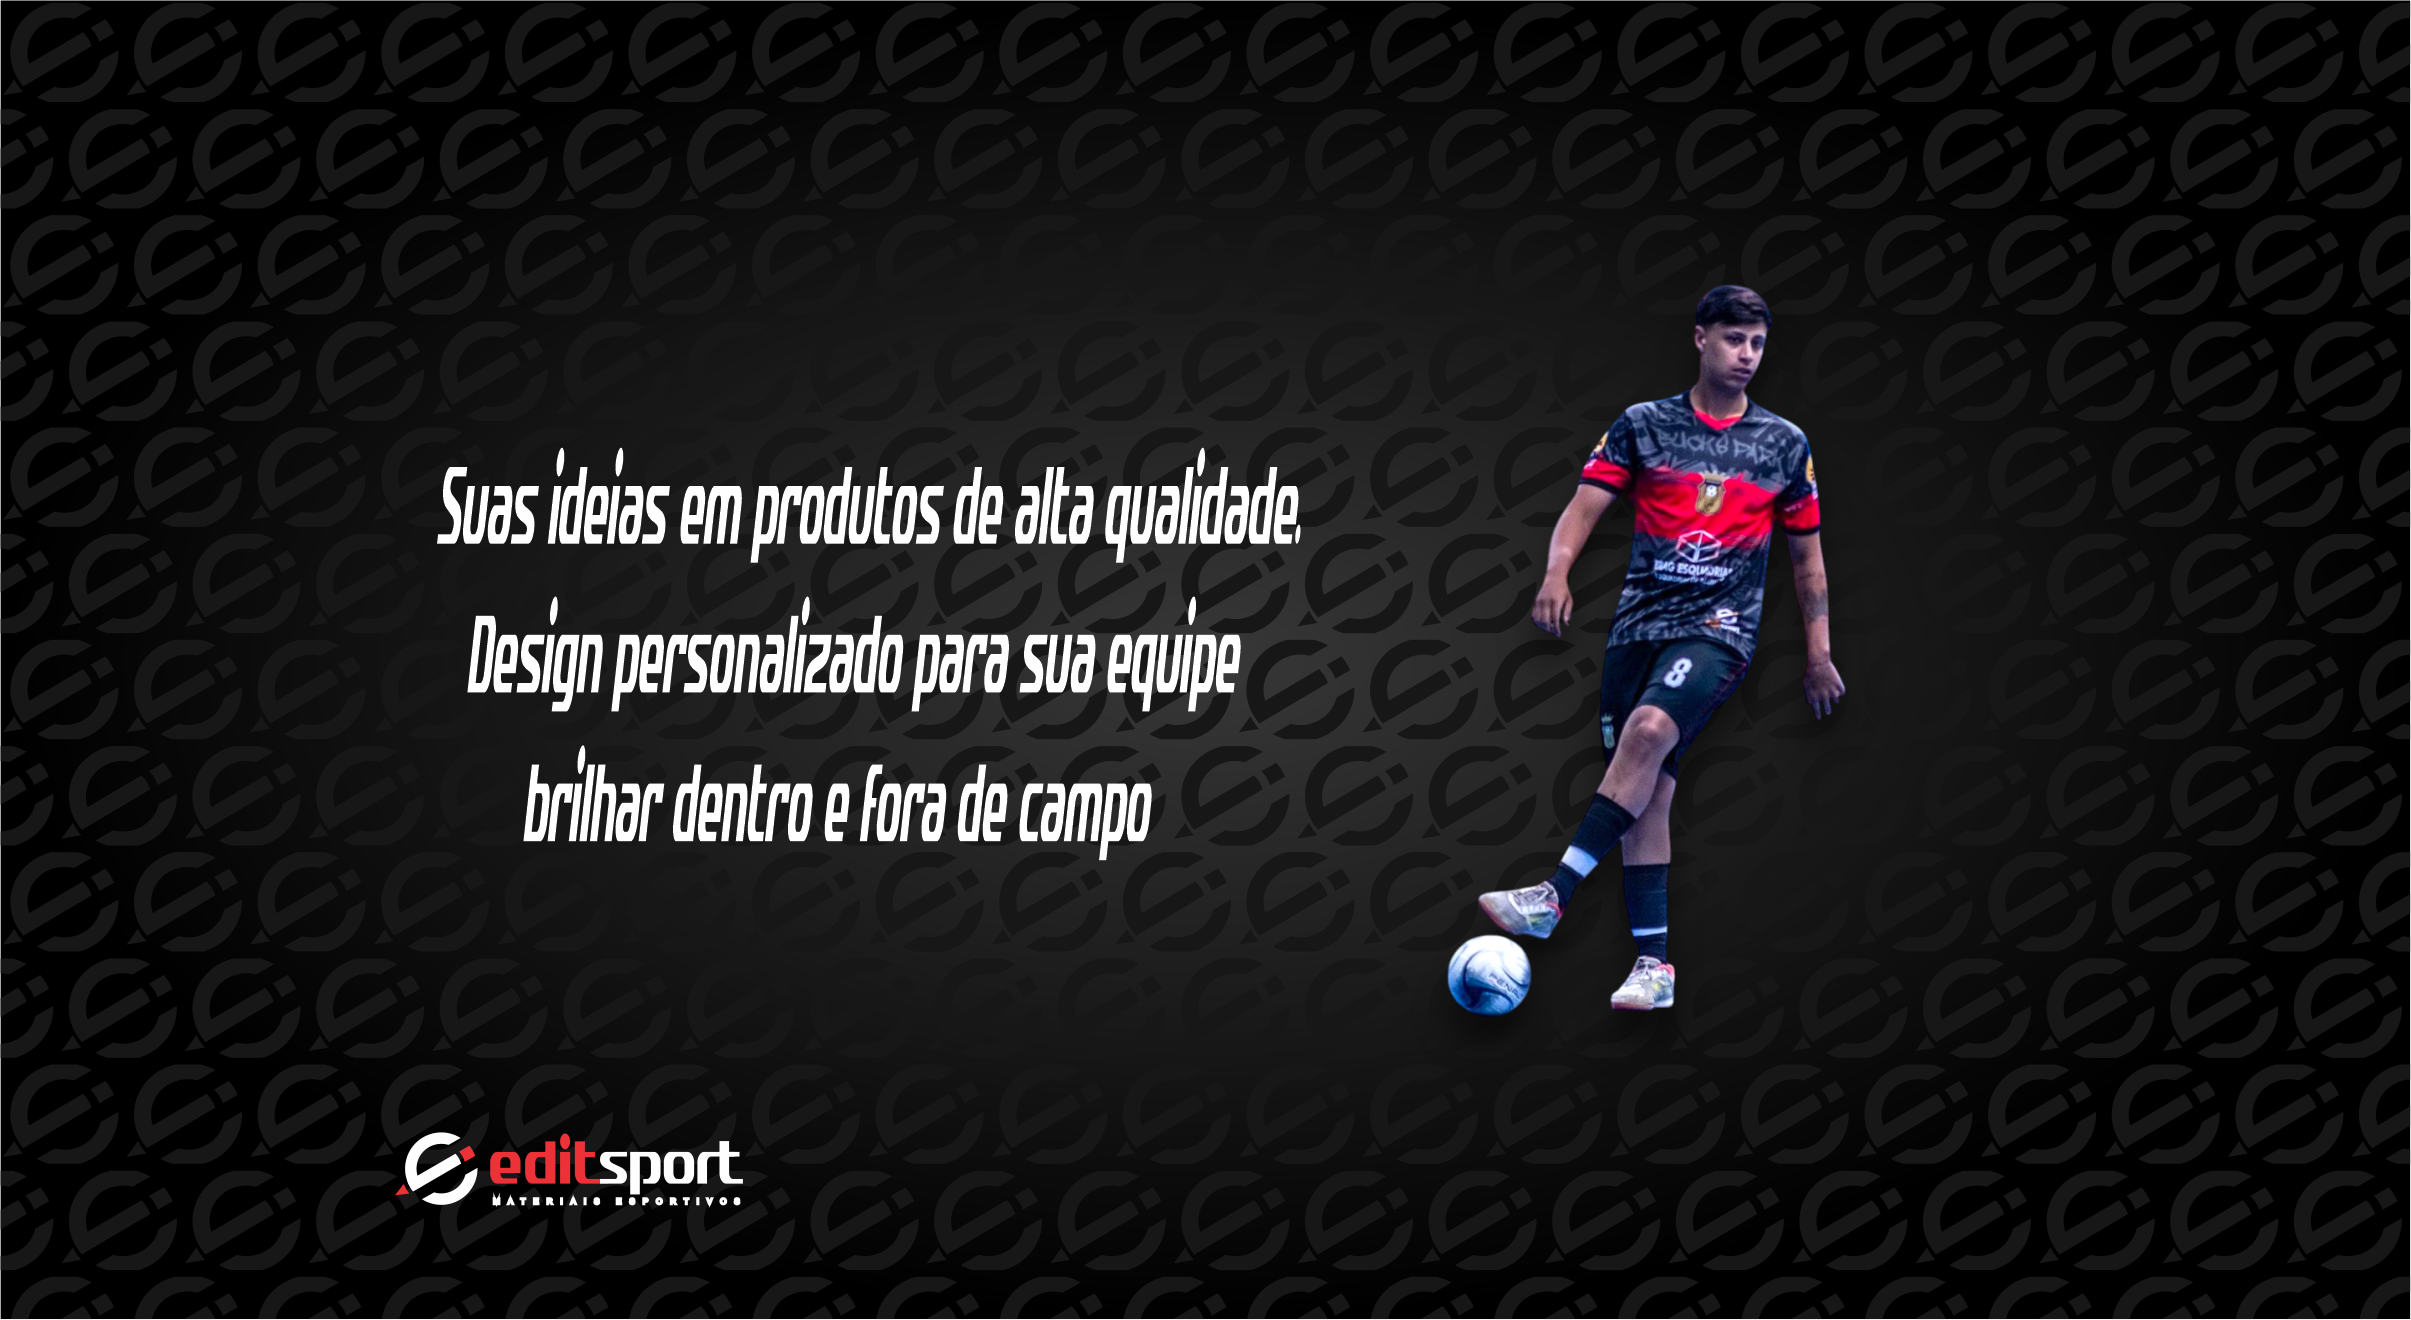 Suas ideias em produtos de alta qualidade.
Design personalizado para sua equipe
brilhar dentro e fora de campo
8
editsport
MATERIAIS ESPORTIVOS